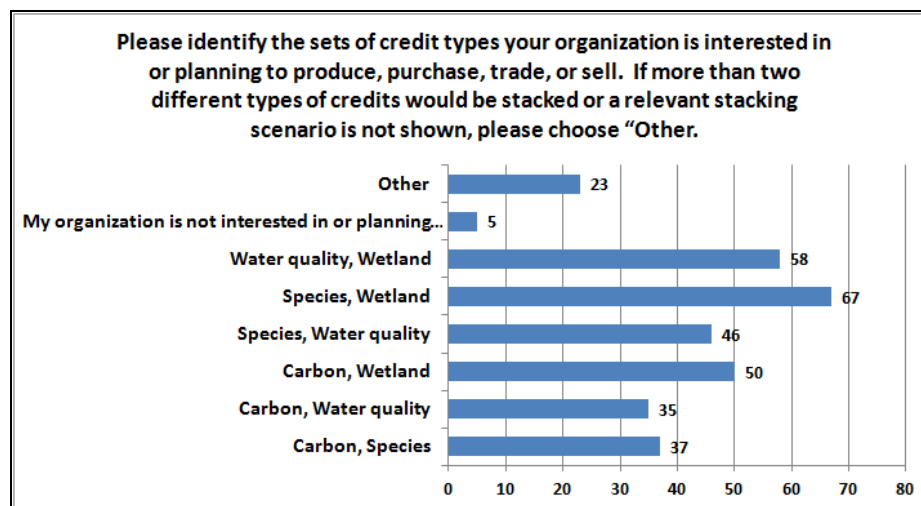 Please identify the sets of credit types your organization is interested in
or planning to produce, purchase, trade, or sell.  If more than two
different types of credits would be stacked or a relevant stacking
scenario is not shown, please choose “Other.
Other 23
My organization is not interested in or planning... 5
Water quality, Wetland 58
Species, Wetland 67
Species, Water quality 46
Carbon, Wetland 50
Carbon, Water quality 35
Carbon, Species 37
0 10 20 30 40 50 60 70 80